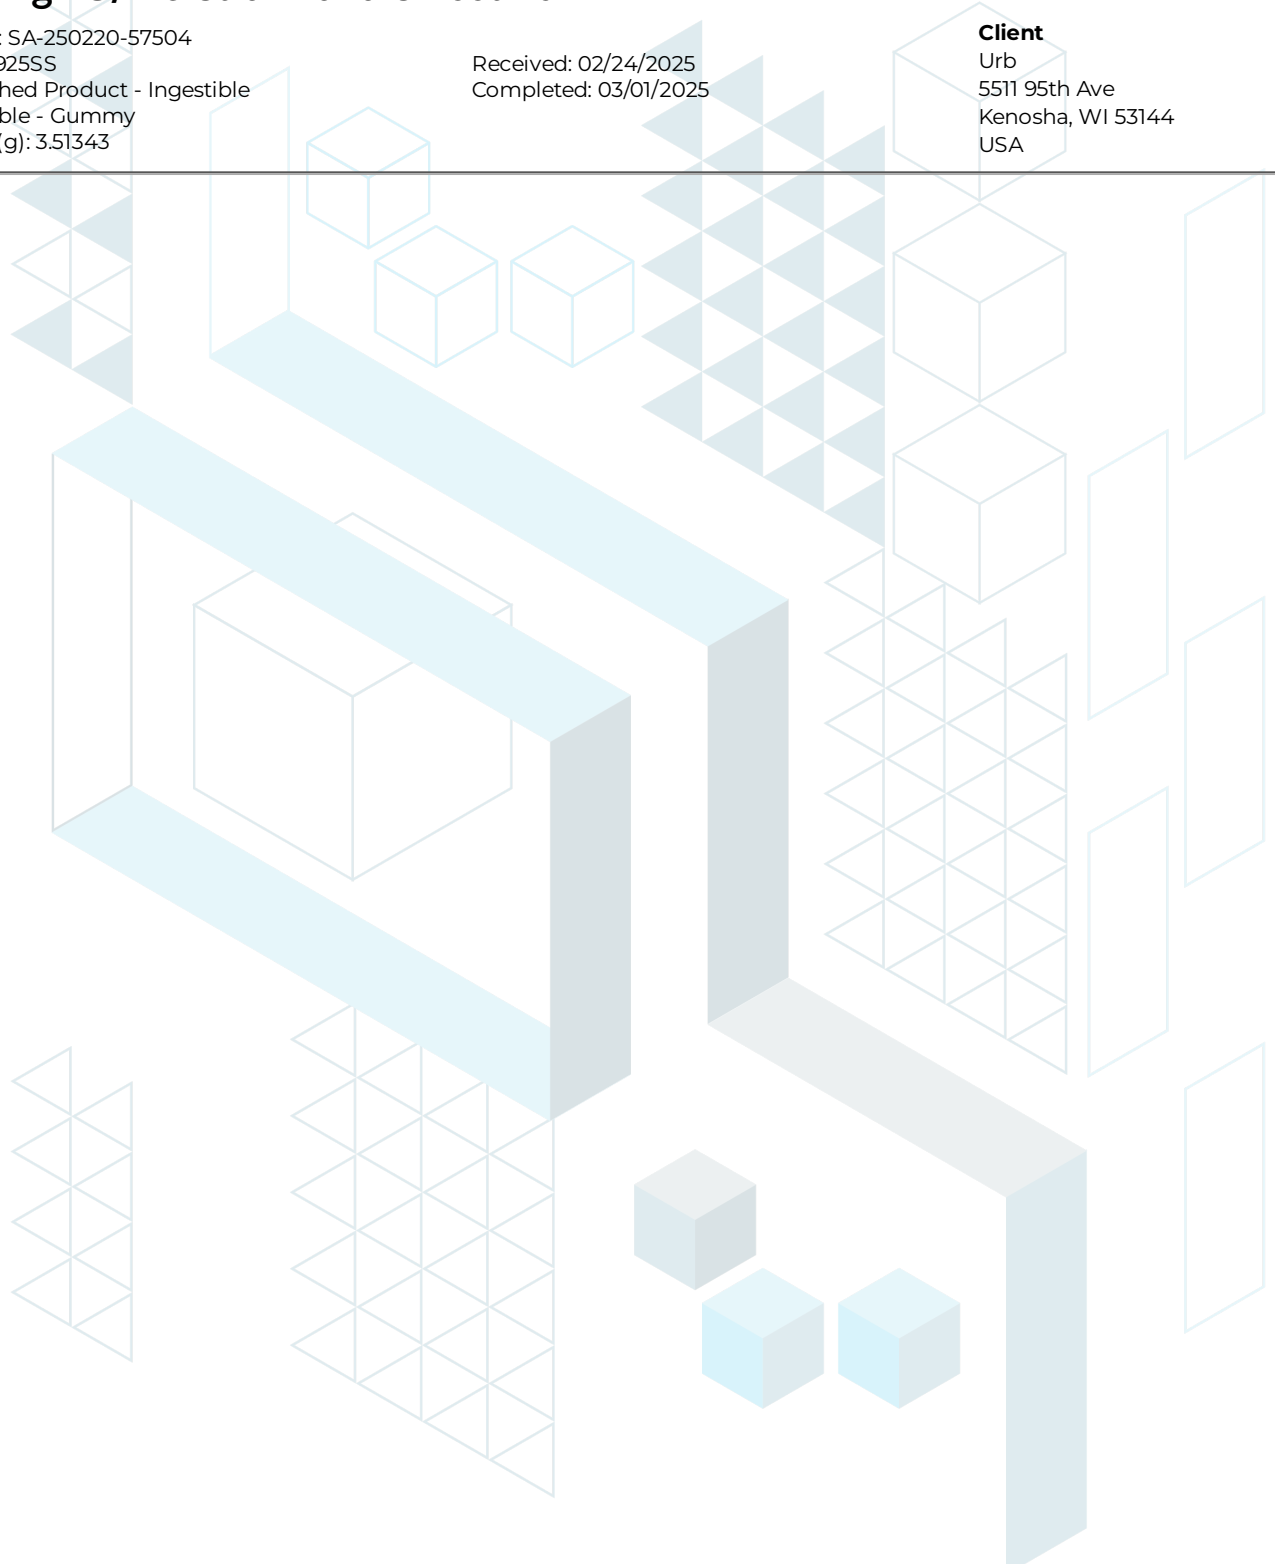 : SA-250220-57504
925SS
hed Product - Ingestible
ble - Gummy
(g): 3.51343
Received: 02/24/2025
Completed: 03/01/2025
Client
Urb
5511 95th Ave
Kenosha, WI 53144
USA